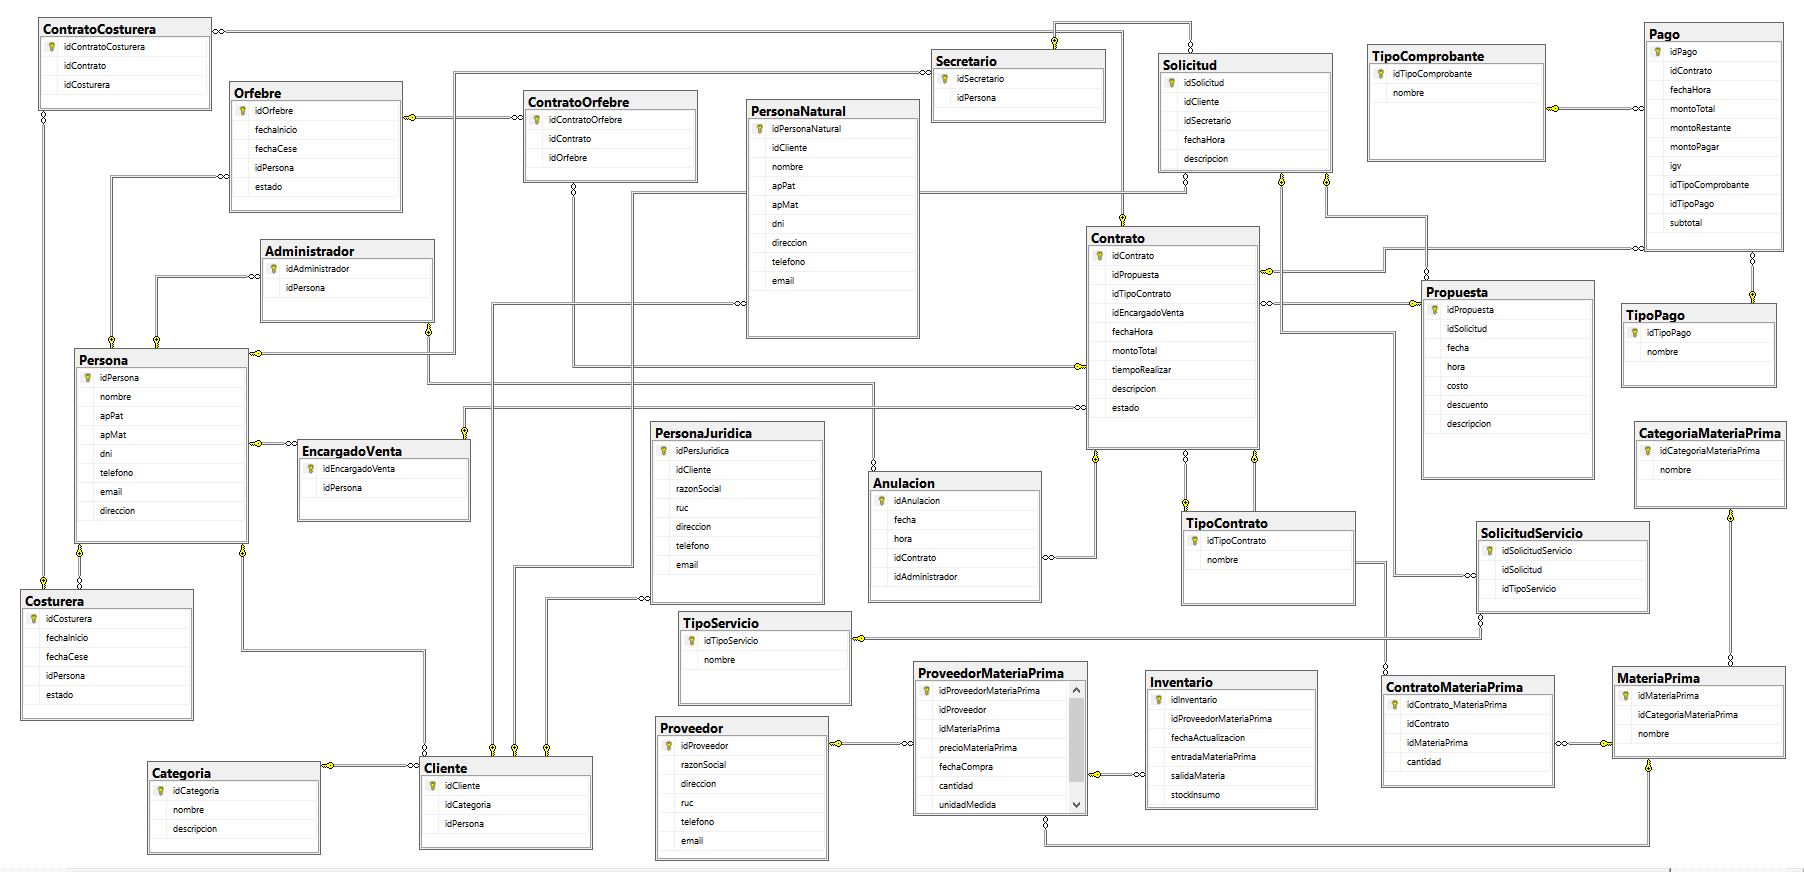 ContratoCosturera
idContratoCosturera
idContrato
idCosturera
Orfebre
idOrfebre
fechaInicio
fechaCese
idPersona
estado
ContratoOrfebre
idContratoOrfebre
idContrato
idOrfebre
PersonaNatural
idPersonaNatural
idCliente
nombre
apPat
apMat
dni
direccion
telefono
email
Secretario
idSecretario
idPersona
Solicitud
idSolicitud
idCliente
idSecretario
fechaHora
descripcion
TipoComprobante
idTipoComprobante
nombre
Pago
idPago
idContrato
fechaHora
montoTotal
montoRestante
montoPagar
igv
idTipoComprobante
idTipoPago
subtotal
Administrador
idAdministrador
idPersona
Contrato
idContrato
idPropuesta
idTipoContrato
idEncargadoVenta
fechaHora
montoTotal
tiempoRealizar
descripcion
estado
Propuesta
idPropuesta
idSolicitud
fecha
hora
costo
descuento
descripcion
TipoPago
idTipoPago
nombre
Persona
idPersona
nombre
apPat
apMat
dni
telefono
email
direccion
EncargadoVenta
idEncargadoVenta
idPersona
PersonaJuridica
idPersJuridica
idCliente
razonSocial
ruc
direccion
telefono
email
Anulacion
idAnulacion
fecha
hora
idContrato
idAdministrador
TipoContrato
idTipoContrato
nombre
CategoriaMateriaPrima
idCategoriaMateriaPrima
nombre
SolicitudServicio
idSolicitudServicio
idSolicitud
idTipoServicio
Costurera
idCosturera
fechaInicio
fechaCese
idPersona
estado
TipoServicio
idTipoServicio
nombre
ProveedorMateriaPrima
idProveedorMateriaPrima
idProveedor
idMateriaPrima
precioMateriaPrima
fechaCompra
cantidad
unidadMedida
Inventario
idInventario
idProveedorMateriaPrima
fechaActualizacion
entradaMateriaPrima
salidaMateria
stockInsumo
ContratoMateriaPrima
idContrato_MateriaPrima
idContrato
idMateriaPrima
cantidad
MateriaPrima
idMateriaPrima
idCategoriaMateriaPrima
nombre
Proveedor
idProveedor
razonSocial
direccion
ruc
telefono
email
Categoria
idCategoria
nombre
descripcion
Cliente
idCliente
idCategoria
idPersona